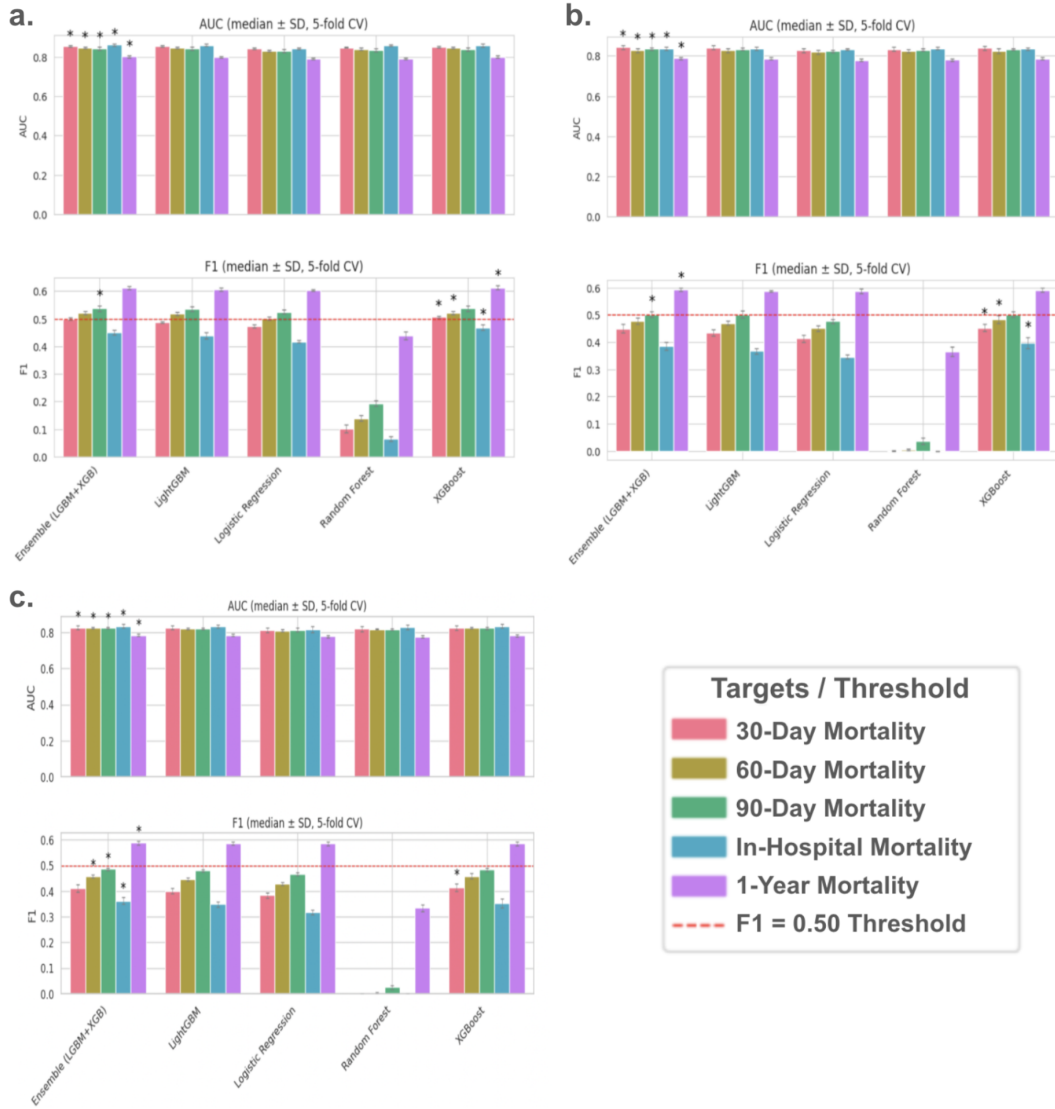 a.
AUC (median ± SD, 5-fold CV)
* * * * *
0.8
0.6
AUC
0.4
0.2
0.0
F1 (median ± SD, 5-fold CV)
* * * * * *
0.6
0.5
0.4
F1
0.3
0.2
0.1
0.0
Ensemble (LGBM+XGB)
LightGBM
Logistic Regression
Random Forest
XGBoost
b.
AUC (median ± SD, 5-fold CV)
* * * * *
0.8
0.6
AUC
0.4
0.2
0.0
F1 (median ± SD, 5-fold CV)
* * * * *
0.6
0.5
0.4
F1
0.3
0.2
0.1
0.0
Ensemble (LGBM+XGB)
LightGBM
Logistic Regression
Random Forest
XGBoost
c.
AUC (median ± SD, 5-fold CV)
* * * * *
0.8
0.6
AUC
0.4
0.2
0.0
F1 (median ± SD, 5-fold CV)
* * * * *
0.6
0.5
0.4
F1
0.3
0.2
0.1
0.0
Ensemble (LGBM+XGB)
LightGBM
Logistic Regression
Random Forest
XGBoost
Targets / Threshold
30-Day Mortality
60-Day Mortality
90-Day Mortality
In-Hospital Mortality
1-Year Mortality
F1 = 0.50 Threshold